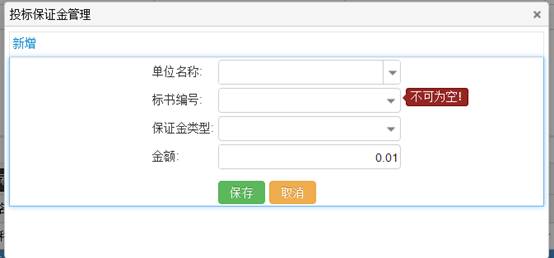 投标保证金管理 ×
新增
单位名称:
标书编号: 不可为空!
保证金类型:
金额: 0.01
保存 取消